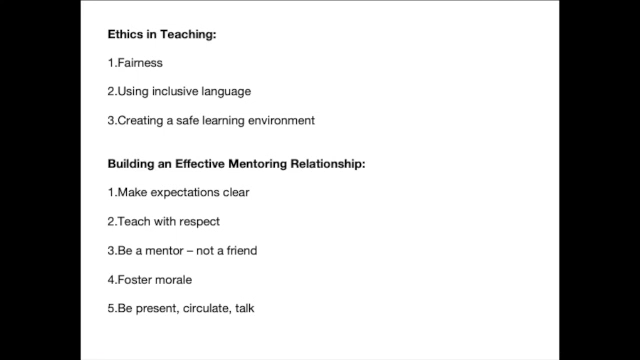 Ethics in Teaching:
1.Fairness
2.Using inclusive language
3.Creating a safe learning environment
Building an Effective Mentoring Relationship:
1.Make expectations clear
2.Teach with respect
3.Be a mentor – not a friend
4.Foster morale
5.Be present, circulate, talk